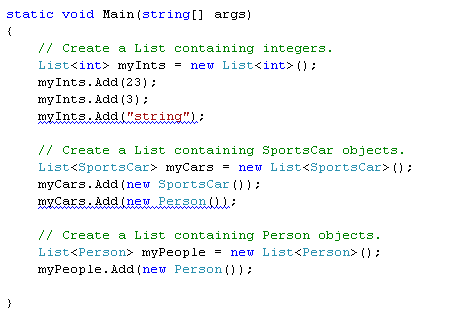 static void Main(string[] args)
{
// Create a List containing integers.
List<int> myInts = new List<int>();
myInts.Add(23);
myInts.Add(3);
myInts.Add("string");
// Create a List containing SportsCar objects.
List<SportsCar> myCars = new List<SportsCar>();
myCars.Add(new SportsCar());
myCars.Add(new Person());
// Create a List containing Person objects.
List<Person> myPeople = new List<Person>();
myPeople.Add(new Person());
}